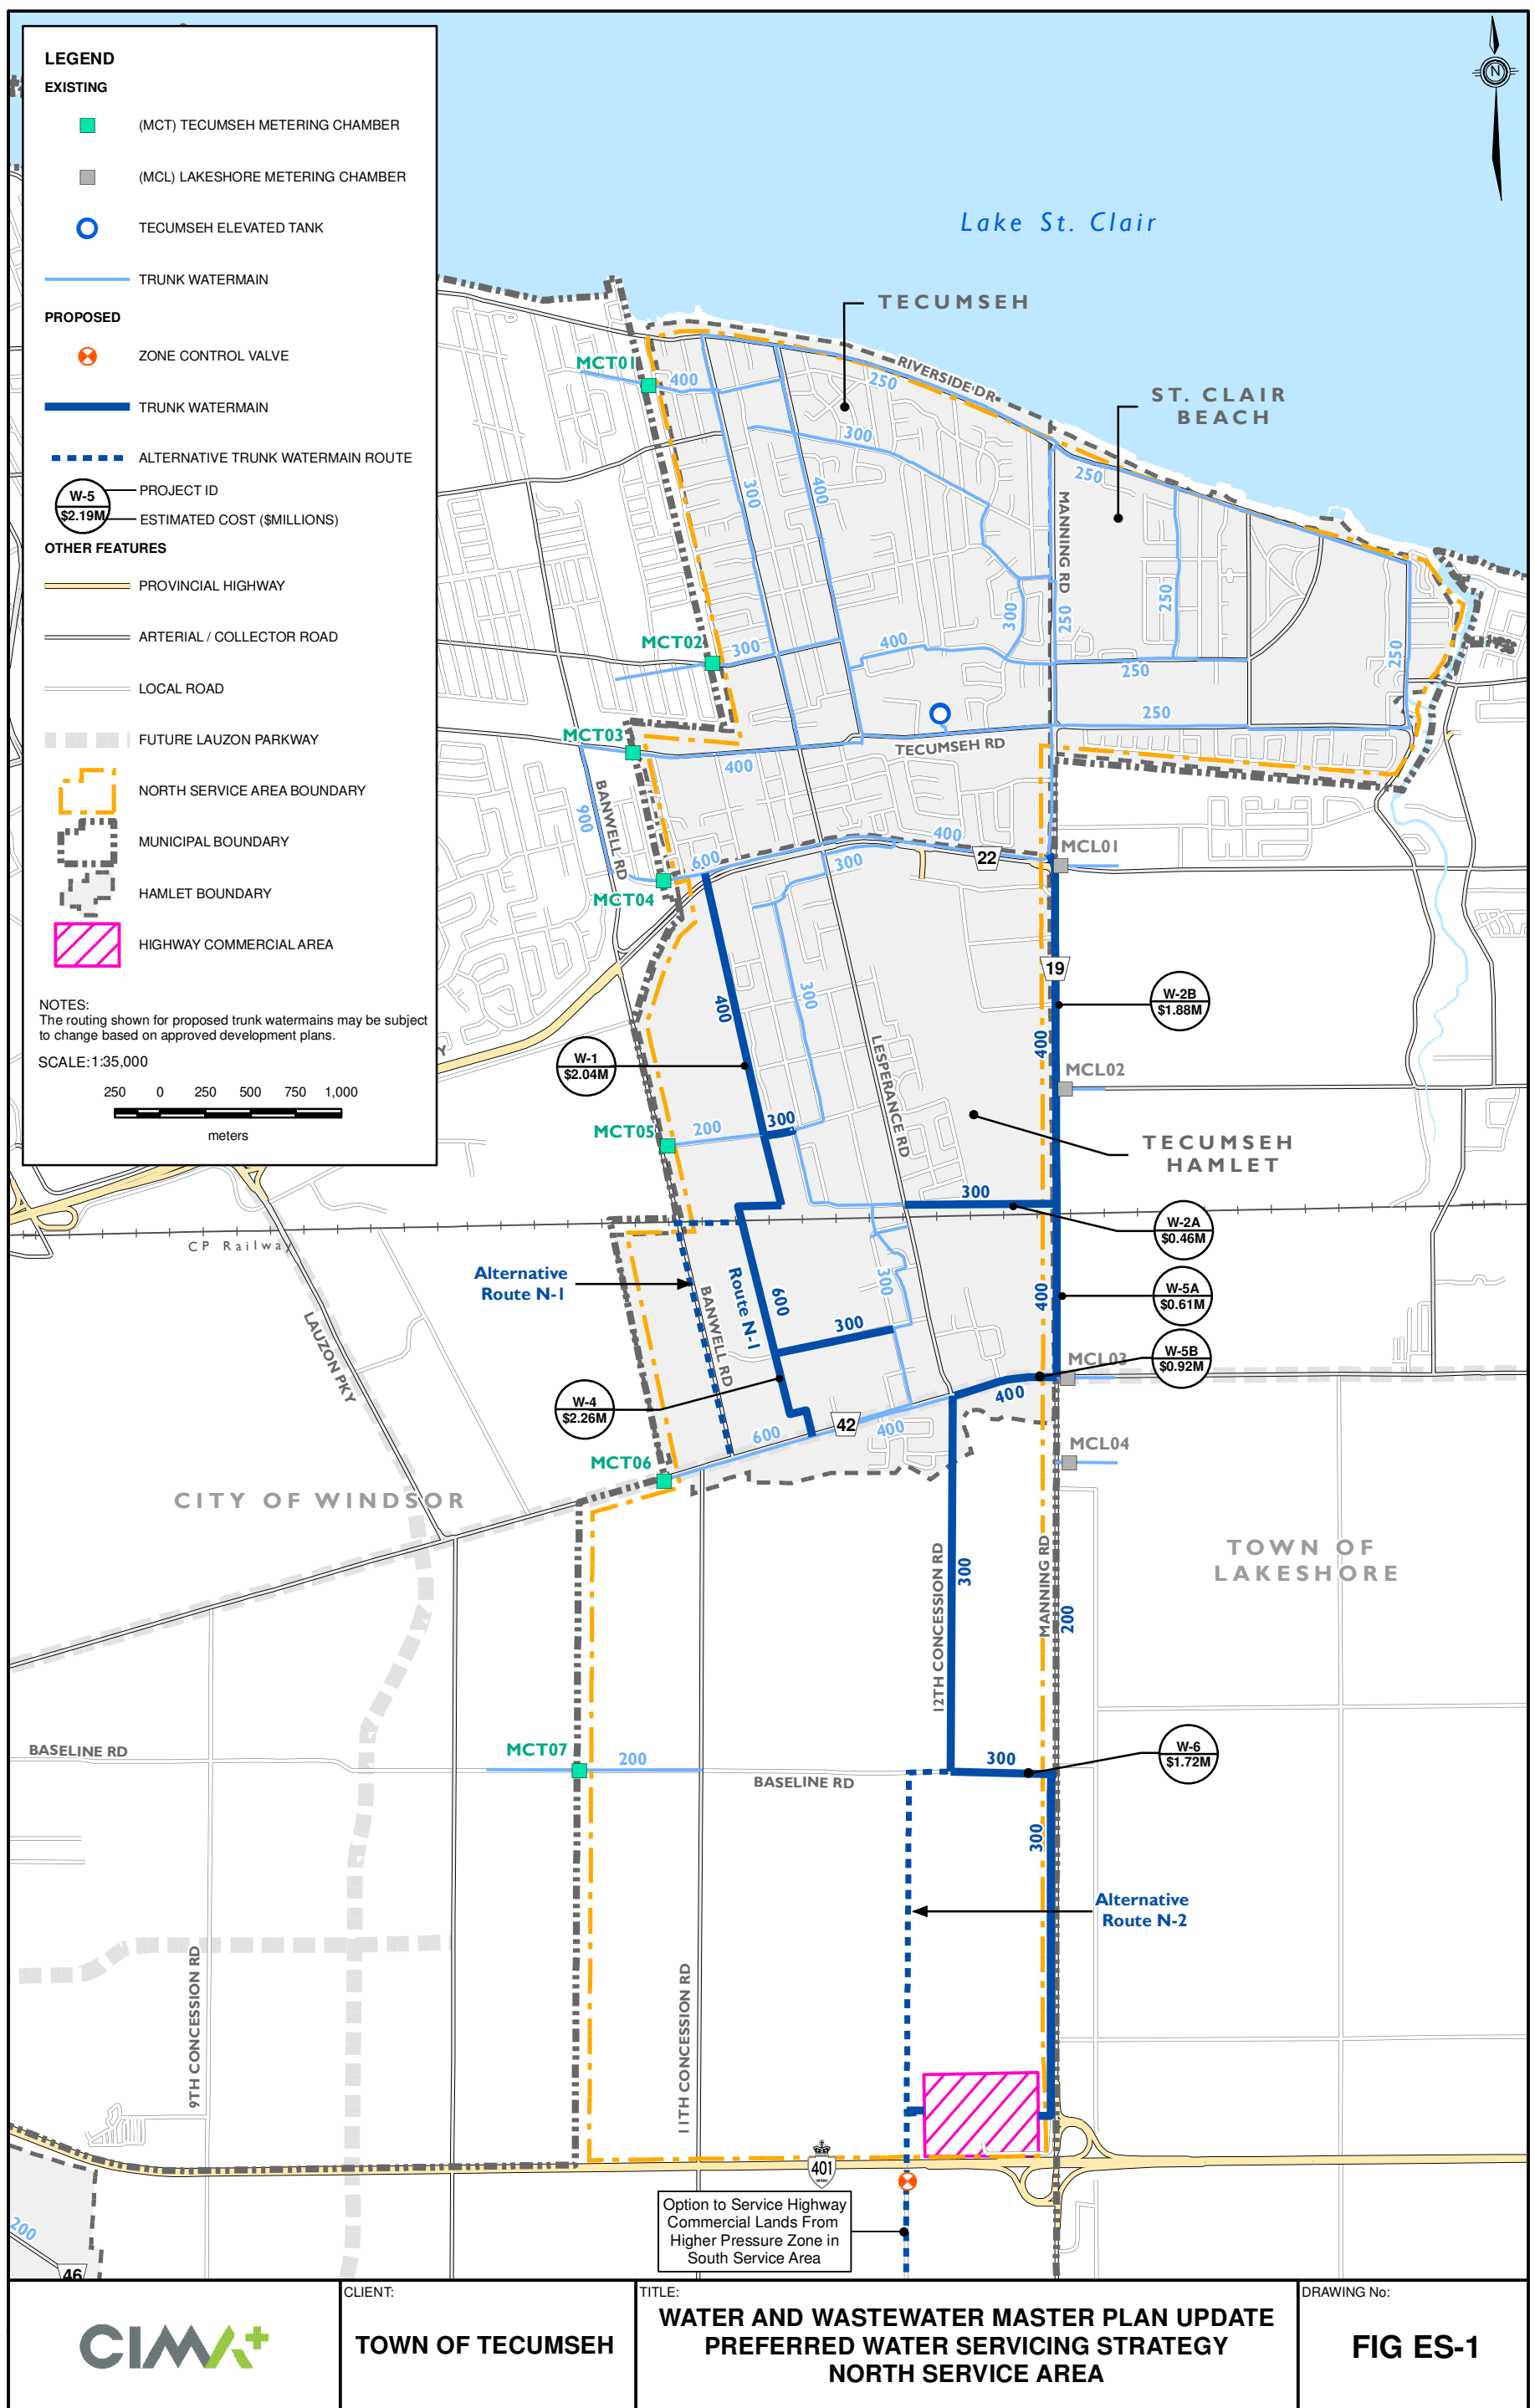 LEGEND
EXISTING
(MCT) TECUMSEH METERING CHAMBER
(MCL) LAKESHORE METERING CHAMBER
TECUMSEH ELEVATED TANK
TRUNK WATERMAIN
PROPOSED
ZONE CONTROL VALVE
TRUNK WATERMAIN
ALTERNATIVE TRUNK WATERMAIN ROUTE
W-5
$2.19M
PROJECT ID
ESTIMATED COST ($MILLIONS)
OTHER FEATURES
PROVINCIAL HIGHWAY
ARTERIAL / COLLECTOR ROAD
LOCAL ROAD
FUTURE LAUZON PARKWAY
NORTH SERVICE AREA BOUNDARY
MUNICIPAL BOUNDARY
HAMLET BOUNDARY
HIGHWAY COMMERCIAL AREA
NOTES:
The routing shown for proposed trunk watermains may be subject
to change based on approved development plans.
SCALE: 1:35,000
250 0 250 500 750 1,000
meters
N
Lake St. Clair
TECUMSEH
ST. CLAIR
BEACH
RIVERSIDE DR
MCT01
400
250
300
250
300
400
MANNING RD
250
250
300
MCT02
300
400
250
250
250
MCT03
TECUMSEH RD
400
BANWELL RD
900
MCT04
600
300
400
22
MCL01
19
W-2B
$1.88M
400
300
400
LESPERANCE RD
W-1
$2.04M
MCL02
MCT05
200
300
TECUMSEH
HAMLET
300
W-2A
$0.46M
CP Railway
Alternative
Route N-1
Route N-1
BANWELL RD
600
300
300
400
W-5A
$0.61M
LAUZON PKY
MCL03
W-5B
$0.92M
400
W-4
$2.26M
42
600
400
MCL04
MCT06
CITY OF WINDSOR
TOWN OF
LAKESHORE
12TH CONCESSION RD
300
MANNING RD
200
BASELINE RD
MCT07
200
BASELINE RD
300
W-6
$1.72M
300
Alternative
Route N-2
9TH CONCESSION RD
11TH CONCESSION RD
401
Option to Service Highway
Commercial Lands From
Higher Pressure Zone in
South Service Area
200
46
CIMA+
CLIENT:
TOWN OF TECUMSEH
TITLE:
WATER AND WASTEWATER MASTER PLAN UPDATE
PREFERRED WATER SERVICING STRATEGY
NORTH SERVICE AREA
DRAWING No:
FIG ES-1